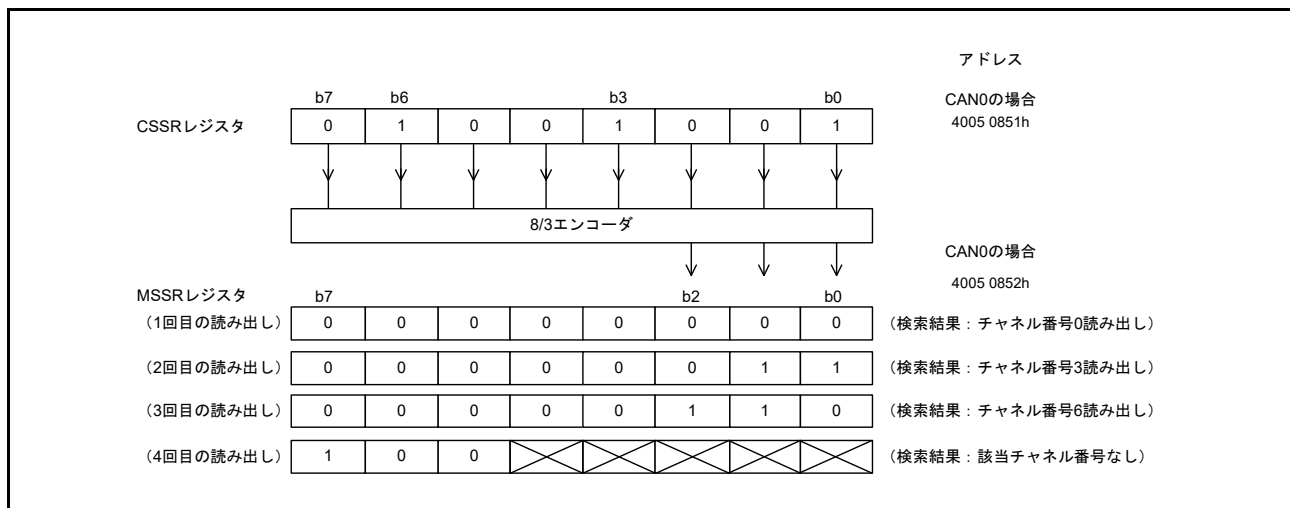 アドレス
b7 b6 b3 b0 CAN0の場合
CSSRレジスタ 0 1 0 0 1 0 0 1 4005 0851h
8/3エンコーダ
CAN0の場合
4005 0852h
MSSRレジスタ b7 b2 b0
（1回目の読み出し） 0 0 0 0 0 0 0 0 （検索結果：チャネル番号0読み出し）
（2回目の読み出し） 0 0 0 0 0 0 1 1 （検索結果：チャネル番号3読み出し）
（3回目の読み出し） 0 0 0 0 0 1 1 0 （検索結果：チャネル番号6読み出し）
（4回目の読み出し） 1 0 0 （検索結果：該当チャネル番号なし）